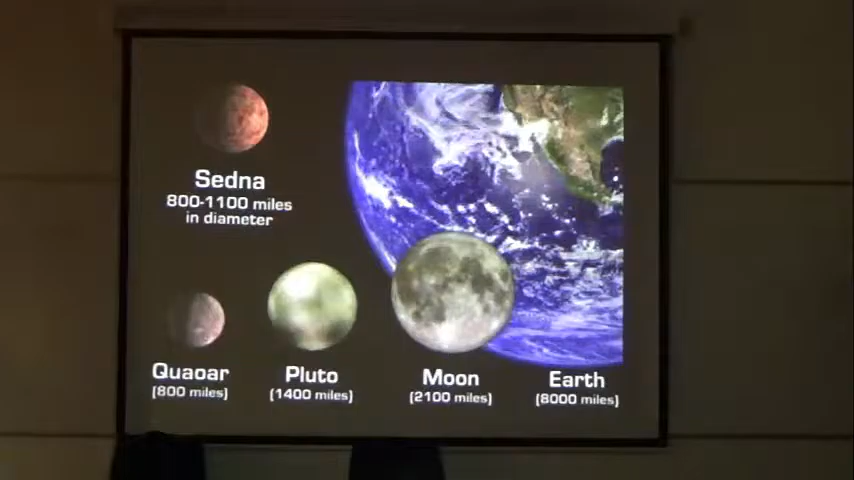 Sedna
800-1100 miles
in diameter
Quaoar
(800 miles)
Pluto
(1400 miles)
Moon
(2100 miles)
Earth
(8000 miles)